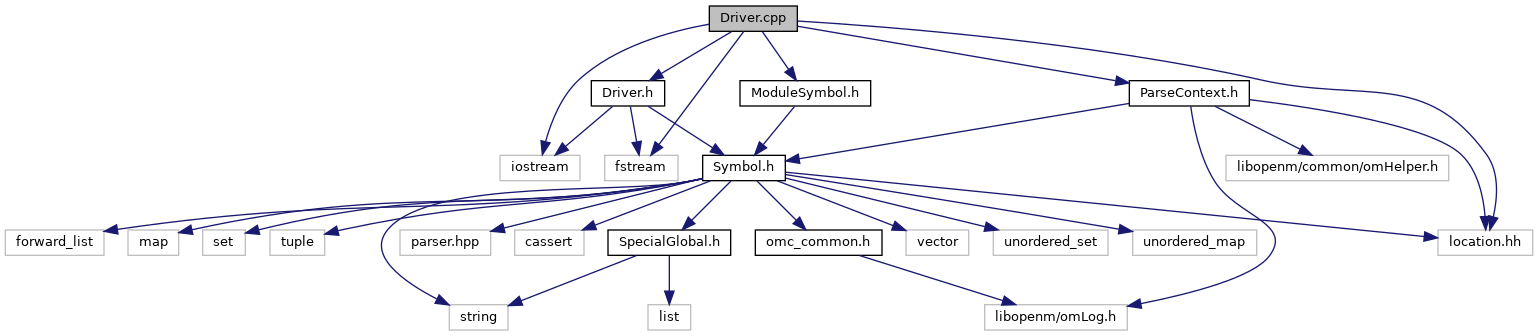 Driver.cpp
Driver.h
ModuleSymbol.h
ParseContext.h
iostream
fstream
Symbol.h
libopenm/common/omHelper.h
forward_list
map
set
tuple
parser.hpp
cassert
SpecialGlobal.h
omc_common.h
vector
unordered_set
unordered_map
location.hh
string
list
libopenm/omLog.h